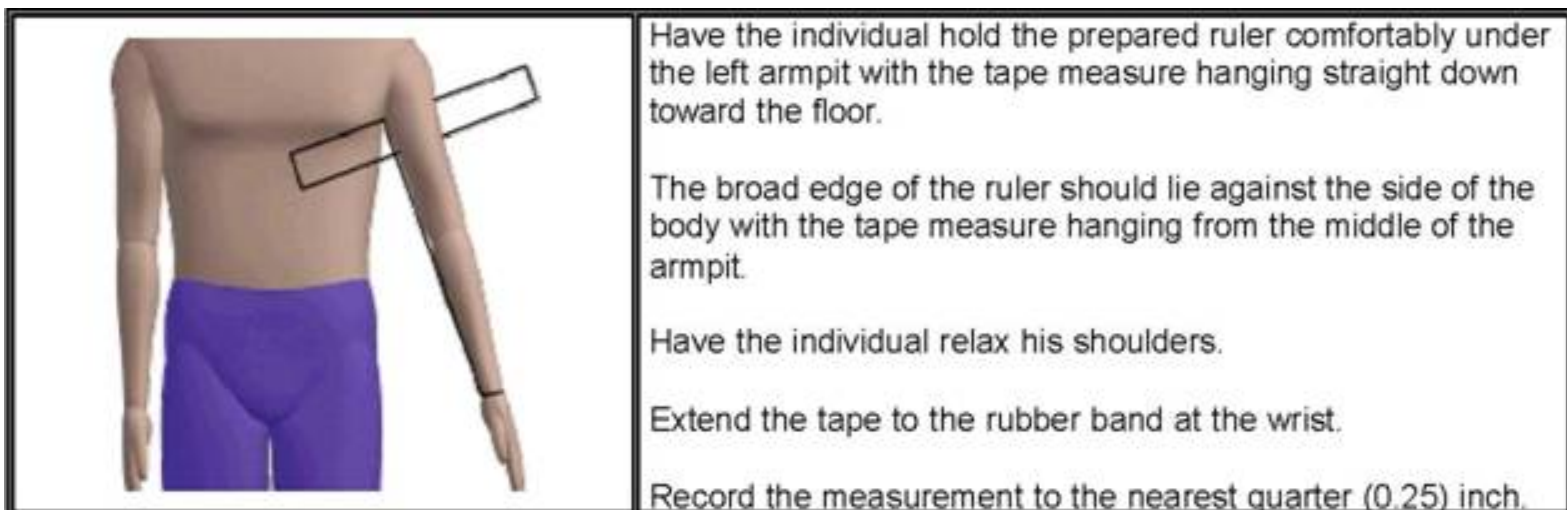 Have the individual hold the prepared ruler comfortably under
the left armpit with the tape measure hanging straight down
toward the floor.
The broad edge of the ruler should lie against the side of the
body with the tape measure hanging from the middle of the
armpit.
Have the individual relax his shoulders.
Extend the tape to the rubber band at the wrist.
Record the measurement to the nearest quarter (0.25) inch.